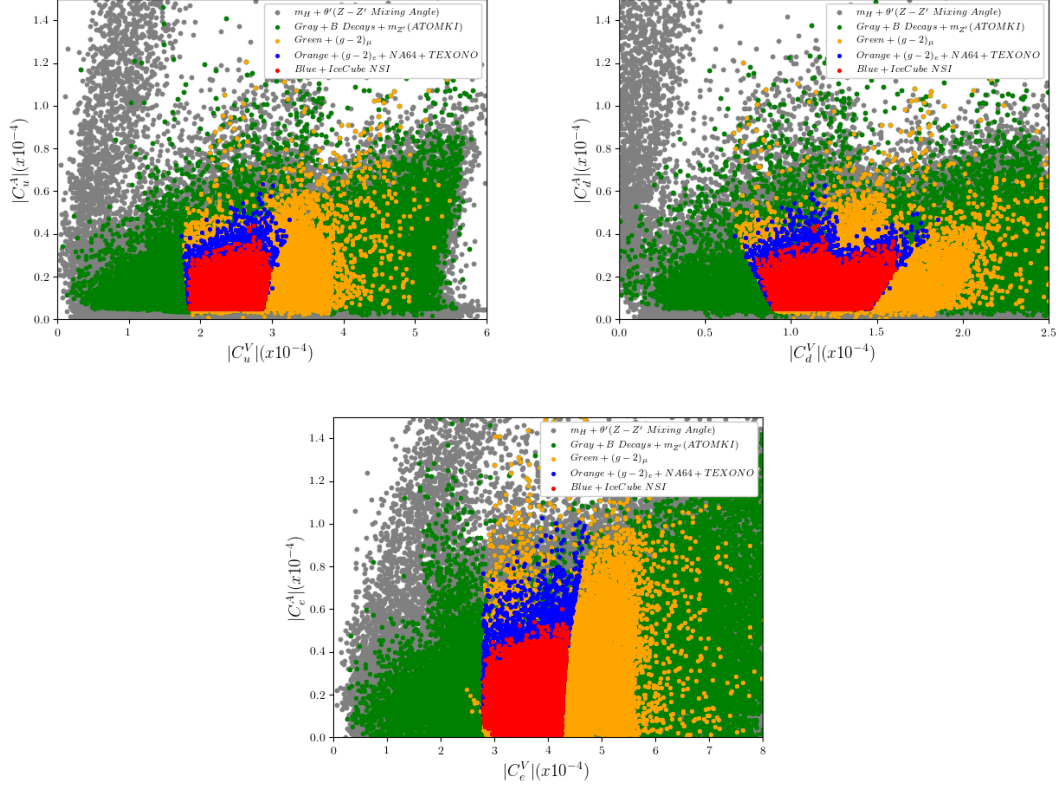 1.4
1.2
1.0
0.8
0.6
0.4
0.2
0.0
|C_u^A|(x10^{-4})
0 1 2 3 4 5 6
|C_u^V|(x10^{-4})
m_H + θ′(Z − Z′ Mixing Angle)
Gray + B Decays + m_{Z′}(ATOMKI)
Green + (g − 2)_μ
Orange + (g − 2)_e + NA64 + TEXONO
Blue + IceCube NSI
1.4
1.2
1.0
0.8
0.6
0.4
0.2
0.0
|C_d^A|(x10^{-4})
0.0 0.5 1.0 1.5 2.0 2.5
|C_d^V|(x10^{-4})
m_H + θ′(Z − Z′ Mixing Angle)
Gray + B Decays + m_{Z′}(ATOMKI)
Green + (g − 2)_μ
Orange + (g − 2)_e + NA64 + TEXONO
Blue + IceCube NSI
1.4
1.2
1.0
0.8
0.6
0.4
0.2
0.0
|C_e^A|(x10^{-4})
0 1 2 3 4 5 6 7 8
|C_e^V|(x10^{-4})
m_H + θ′(Z − Z′ Mixing Angle)
Gray + B Decays + m_{Z′}(ATOMKI)
Green + (g − 2)_μ
Orange + (g − 2)_e + NA64 + TEXONO
Blue + IceCube NSI